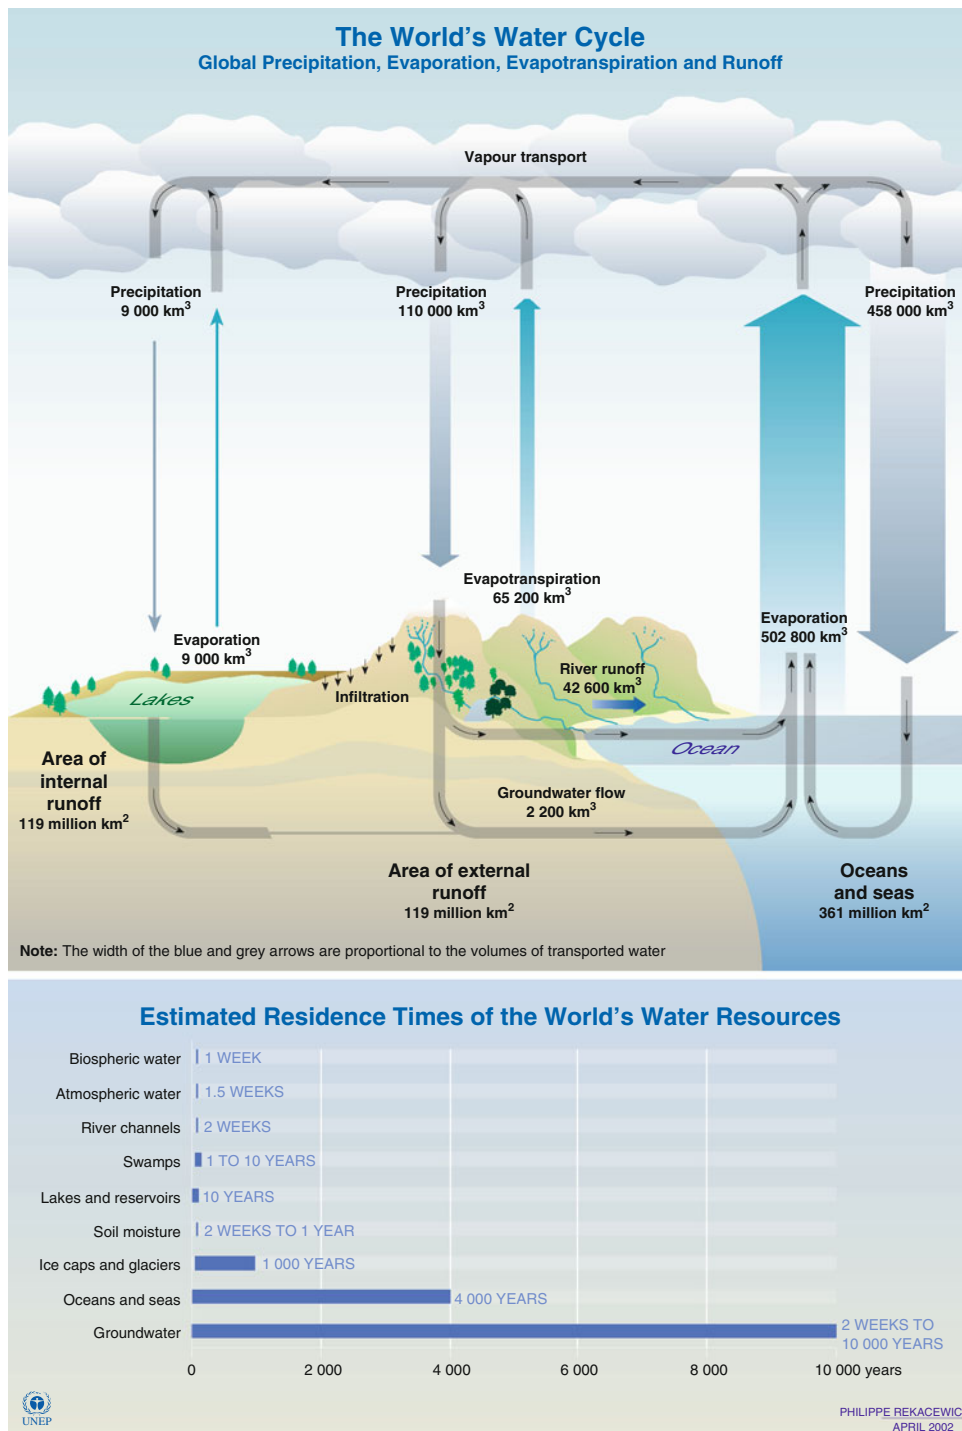 The World's Water Cycle
Global Precipitation, Evaporation, Evapotranspiration and Runoff
Vapour transport
Precipitation
9 000 km³
Precipitation
110 000 km³
Precipitation
458 000 km³
Evapotranspiration
65 200 km³
Evaporation
502 800 km³
Evaporation
9 000 km³
River runoff
42 600 km³
Infiltration
Lakes
Ocean
Area of
internal
runoff
119 million km²
Groundwater flow
2 200 km³
Area of external
runoff
119 million km²
Oceans
and seas
361 million km²
Note: The width of the blue and grey arrows are proportional to the volumes of transported water
Estimated Residence Times of the World's Water Resources
Biospheric water 1 WEEK
Atmospheric water 1.5 WEEKS
River channels 2 WEEKS
Swamps 1 TO 10 YEARS
Lakes and reservoirs 10 YEARS
Soil moisture 2 WEEKS TO 1 YEAR
Ice caps and glaciers 1 000 YEARS
Oceans and seas 4 000 YEARS
Groundwater 2 WEEKS TO
10 000 YEARS
0 2 000 4 000 6 000 8 000 10 000 years
UNEP
PHILIPPE REKACEWIC
APRIL 2002